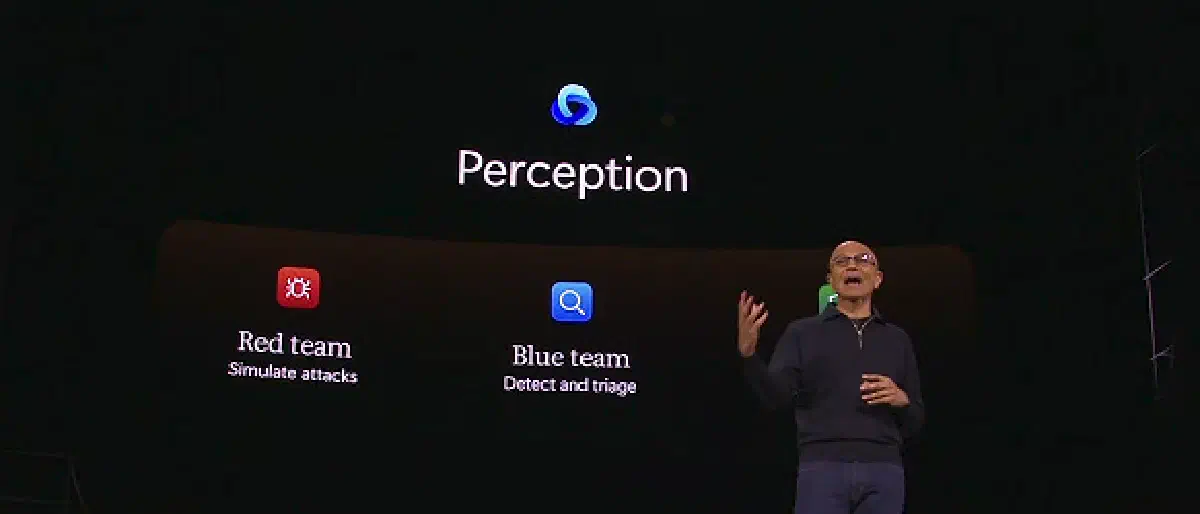 Perception
Red team
Simulate attacks
Blue team
Detect and triage